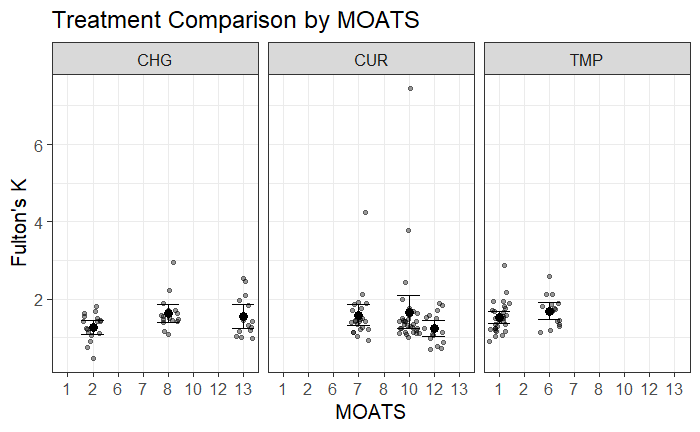 Treatment Comparison by MOATS
CHG CUR TMP
Fulton's K
6
4
2
1 2 6 7 8 10 12 13 1 2 6 7 8 10 12 13 1 2 6 7 8 10 12 13
MOATS